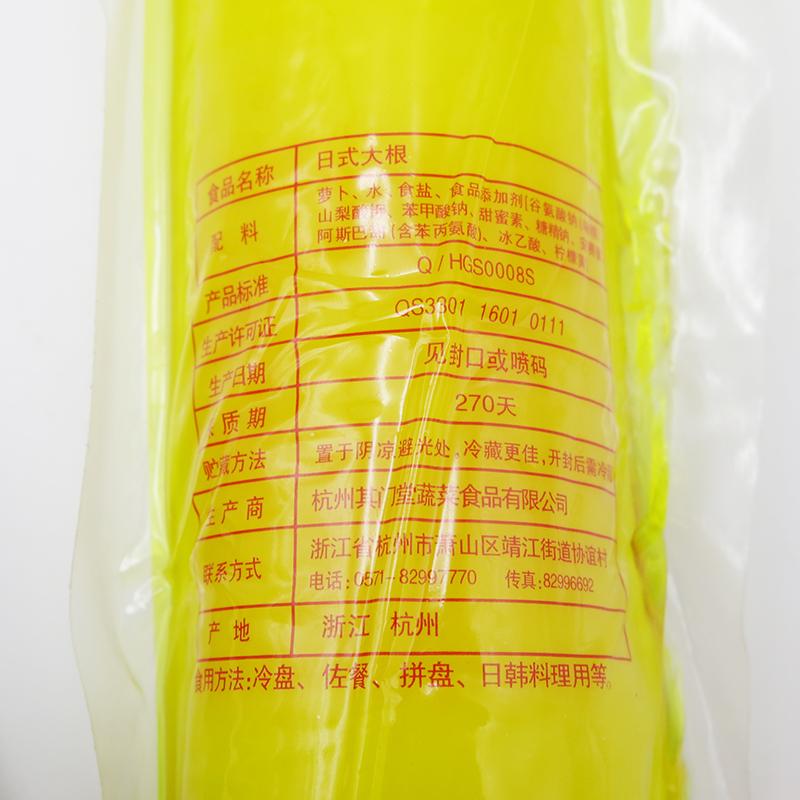 食品名称 日式大根
配料 萝卜、水、食盐、食品添加剂[谷氨酸钠
山梨酸钾、苯甲酸钠、甜蜜素、糖精钠、
阿斯巴甜(含苯丙氨酸)、冰乙酸、柠檬黄
产品标准 Q/HGS0008S
生产许可证 QS3301 1601 0111
生产日期 见封口或喷码
质期 270天
贮藏方法 置于阴凉避光处,冷藏更佳,开封后需冷
生产商 杭州其门堂蔬菜食品有限公司
联系方式 浙江省杭州市萧山区靖江街道协谊村
电话:0571-82997770 传真:82996692
产地 浙江 杭州
食用方法:冷盘、佐餐、拼盘、日韩料理用等。